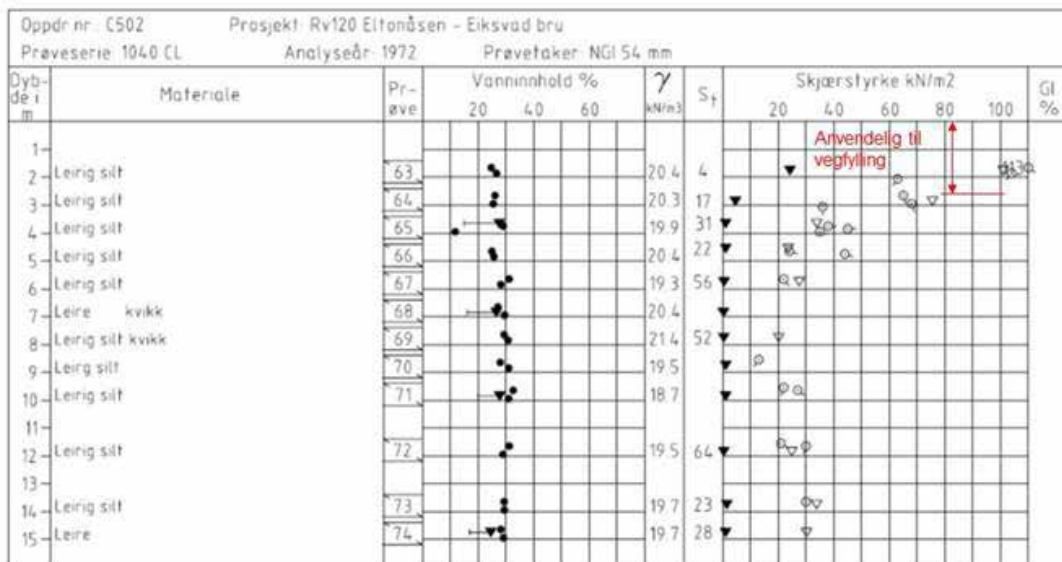 Oppdr nr: C502 Prosjekt: Rv120 Eltonåsen - Eiksvad bru
Prøveserie: 1040 CL Analyseår: 1972 Prøvetaker: NGI 54 mm
Dyb- Materiale Pr- Vanninnhold % γ St Skjærstyrke kN/m2 GI
de i øve kN/m3 %
m 20 40 60 20 40 60 80 100
1 Anvendelig til
vegfylling
2 Leirig silt 63 20.4 4 113
3 Leirig silt 64 20.3 17
4 Leirig silt 65 19.9 31
5 Leirig silt 66 20.4 22
6 Leirig silt 67 19.3 56
7 Leire kvikk 68 20.4
8 Leirig silt kvikk 69 21.4 52
9 Leirg silt 70 19.5
10 Leirig silt 71 18.7
11
12 Leirig silt 72 19.5 64
13
14 Leirig silt 73 19.7 23
15 Leire 74 19.7 28